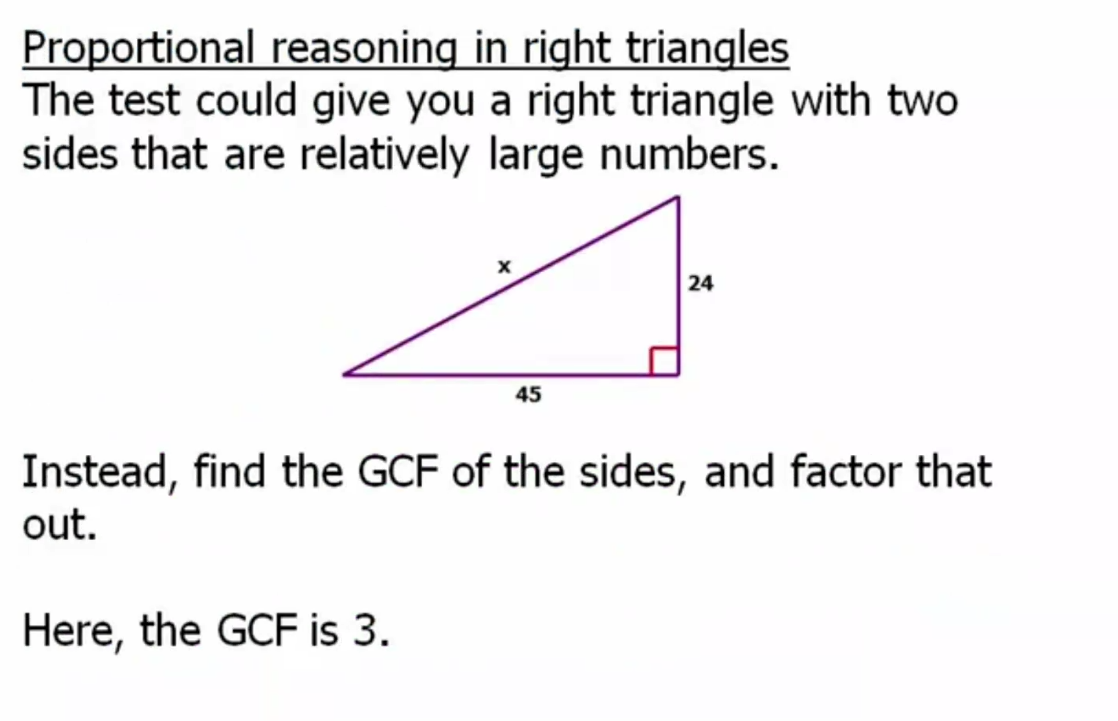 Proportional reasoning in right triangles
The test could give you a right triangle with two
sides that are relatively large numbers.
x
24
45
Instead, find the GCF of the sides, and factor that
out.
Here, the GCF is 3.